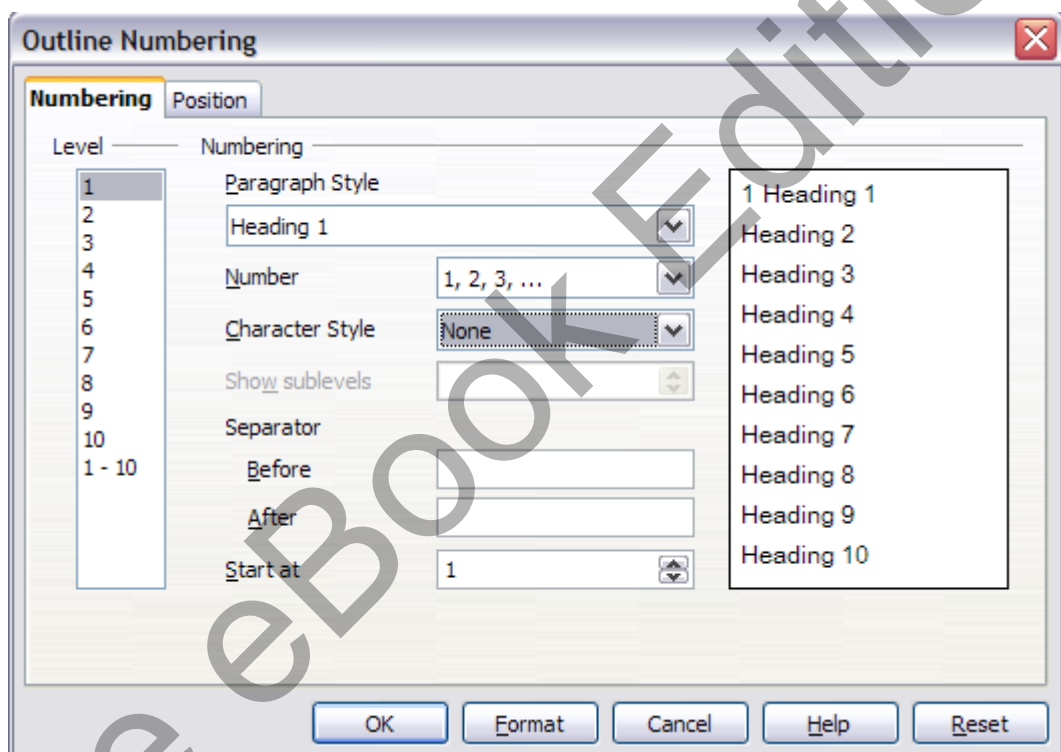 Outline Numbering
Numbering Position
Level Numbering
1
2
3
4
5
6
7
8
9
10
1 - 10
Paragraph Style
Heading 1
Number 1, 2, 3, ...
Character Style None
Show sublevels
Separator
Before
After
Start at 1
1 Heading 1
Heading 2
Heading 3
Heading 4
Heading 5
Heading 6
Heading 7
Heading 8
Heading 9
Heading 10
OK Format Cancel Help Reset
e eBook Editio